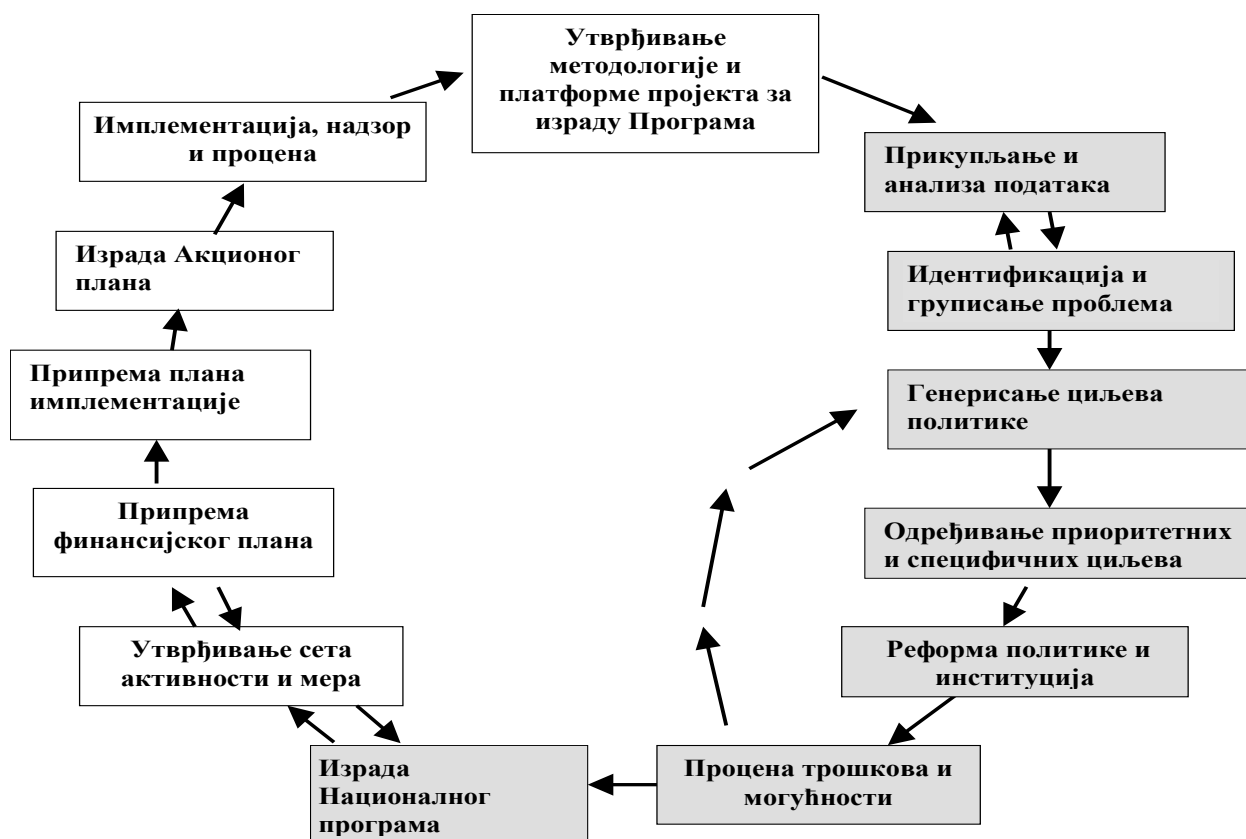 Утврђивање
методологије и
платформе пројекта за
израду Програма
Прикупљање и
анализа података
Идентификација и
груписање проблема
Генерисање циљева
политике
Одређивање приоритетних
и специфичних циљева
Реформа политике и
институција
Процена трошкова и
могућности
Израда
Националног
програма
Утврђивање сета
активности и мера
Припрема
финансијског плана
Припрема плана
имплементације
Израда Акционог
плана
Имплементација, надзор
и процена